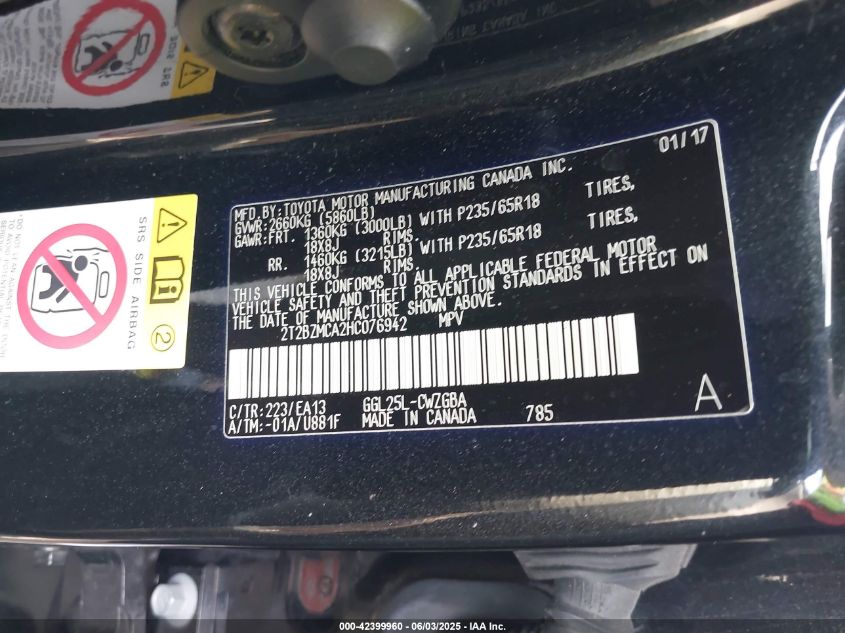 01/17
MFD.BY:TOYOTA MOTOR MANUFACTURING CANADA INC.
GVWR:2660KG (5860LB)
GAWR:FRT. 1360KG (3000LB) WITH P235/65R18 TIRES,
18X8J RIMS.
RR. 1460KG (3215LB) WITH P235/65R18 TIRES,
18X8J RIMS.
THIS VEHICLE CONFORMS TO ALL APPLICABLE FEDERAL MOTOR
VEHICLE SAFETY AND THEFT PREVENTION STANDARDS IN EFFECT ON
THE DATE OF MANUFACTURE SHOWN ABOVE.
2T2BZMCA2HC076942 MPV
C/TR:223/EA13 GGL25L-CWZGBA
A/TM:-01A/U881F MADE IN CANADA 785
A
SRS SIDE AIRBAG
2
SRS SIDE
000-42399960 - 06/03/2025 - IAA Inc.